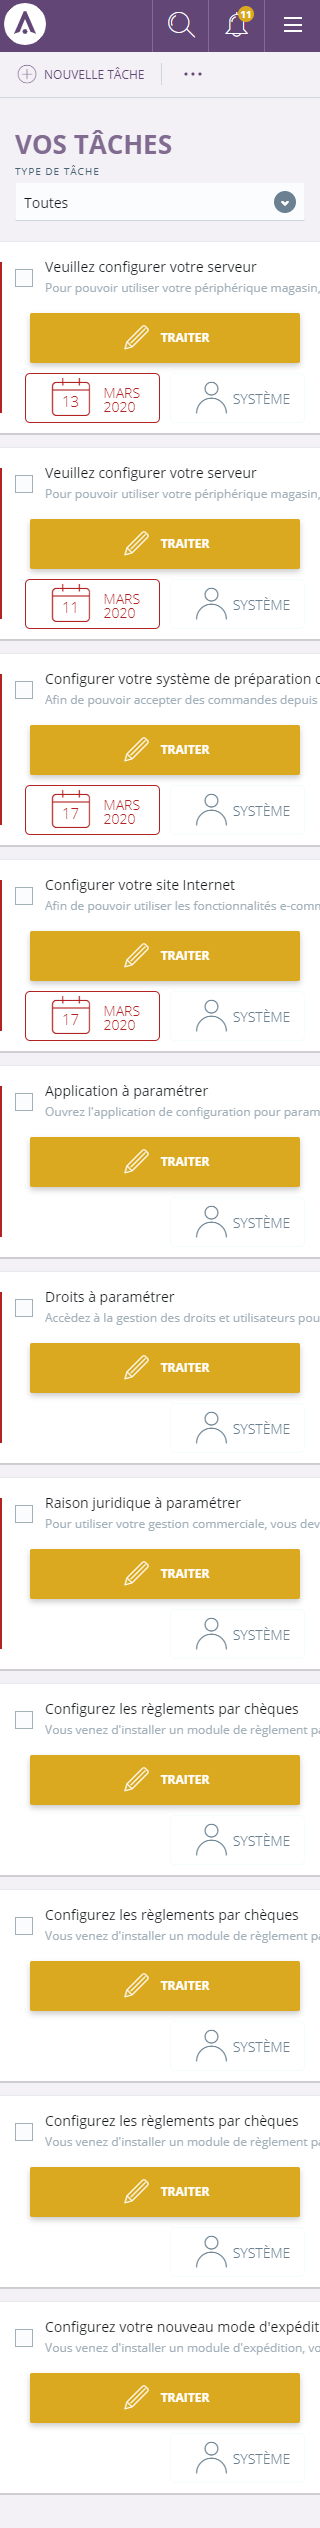 11
NOUVELLE TÂCHE
VOS TÂCHES
TYPE DE TÂCHE
Toutes
Veuillez configurer votre serveur
Pour pouvoir utiliser votre périphérique magasin,
TRAITER
13 MARS 2020 SYSTÈME
Veuillez configurer votre serveur
Pour pouvoir utiliser votre périphérique magasin,
TRAITER
11 MARS 2020 SYSTÈME
Configurer votre système de préparation
Afin de pouvoir accepter des commandes depuis
TRAITER
17 MARS 2020 SYSTÈME
Configurer votre site Internet
Afin de pouvoir utiliser les fonctionnalités e-comm
TRAITER
17 MARS 2020 SYSTÈME
Application à paramétrer
Ouvrez l'application de configuration pour param
TRAITER
SYSTÈME
Droits à paramétrer
Accèdez à la gestion des droits et utilisateurs pou
TRAITER
SYSTÈME
Raison juridique à paramétrer
Pour utiliser votre gestion commerciale, vous dev
TRAITER
SYSTÈME
Configurez les règlements par chèques
Vous venez d'installer un module de règlement pa
TRAITER
SYSTÈME
Configurez les règlements par chèques
Vous venez d'installer un module de règlement pa
TRAITER
SYSTÈME
Configurez les règlements par chèques
Vous venez d'installer un module de règlement pa
TRAITER
SYSTÈME
Configurez votre nouveau mode d'expédit
Vous venez d'installer un module d'expédition, vo
TRAITER
SYSTÈME